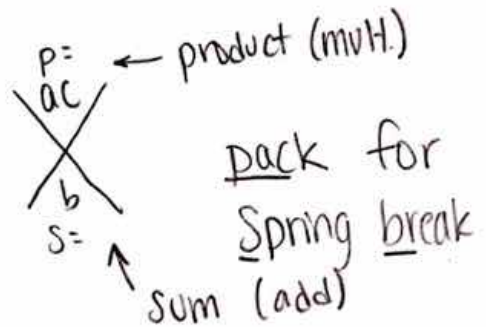 p= ← product (mult.)
ac
b
s=
pack for
Spring break
sum (add)